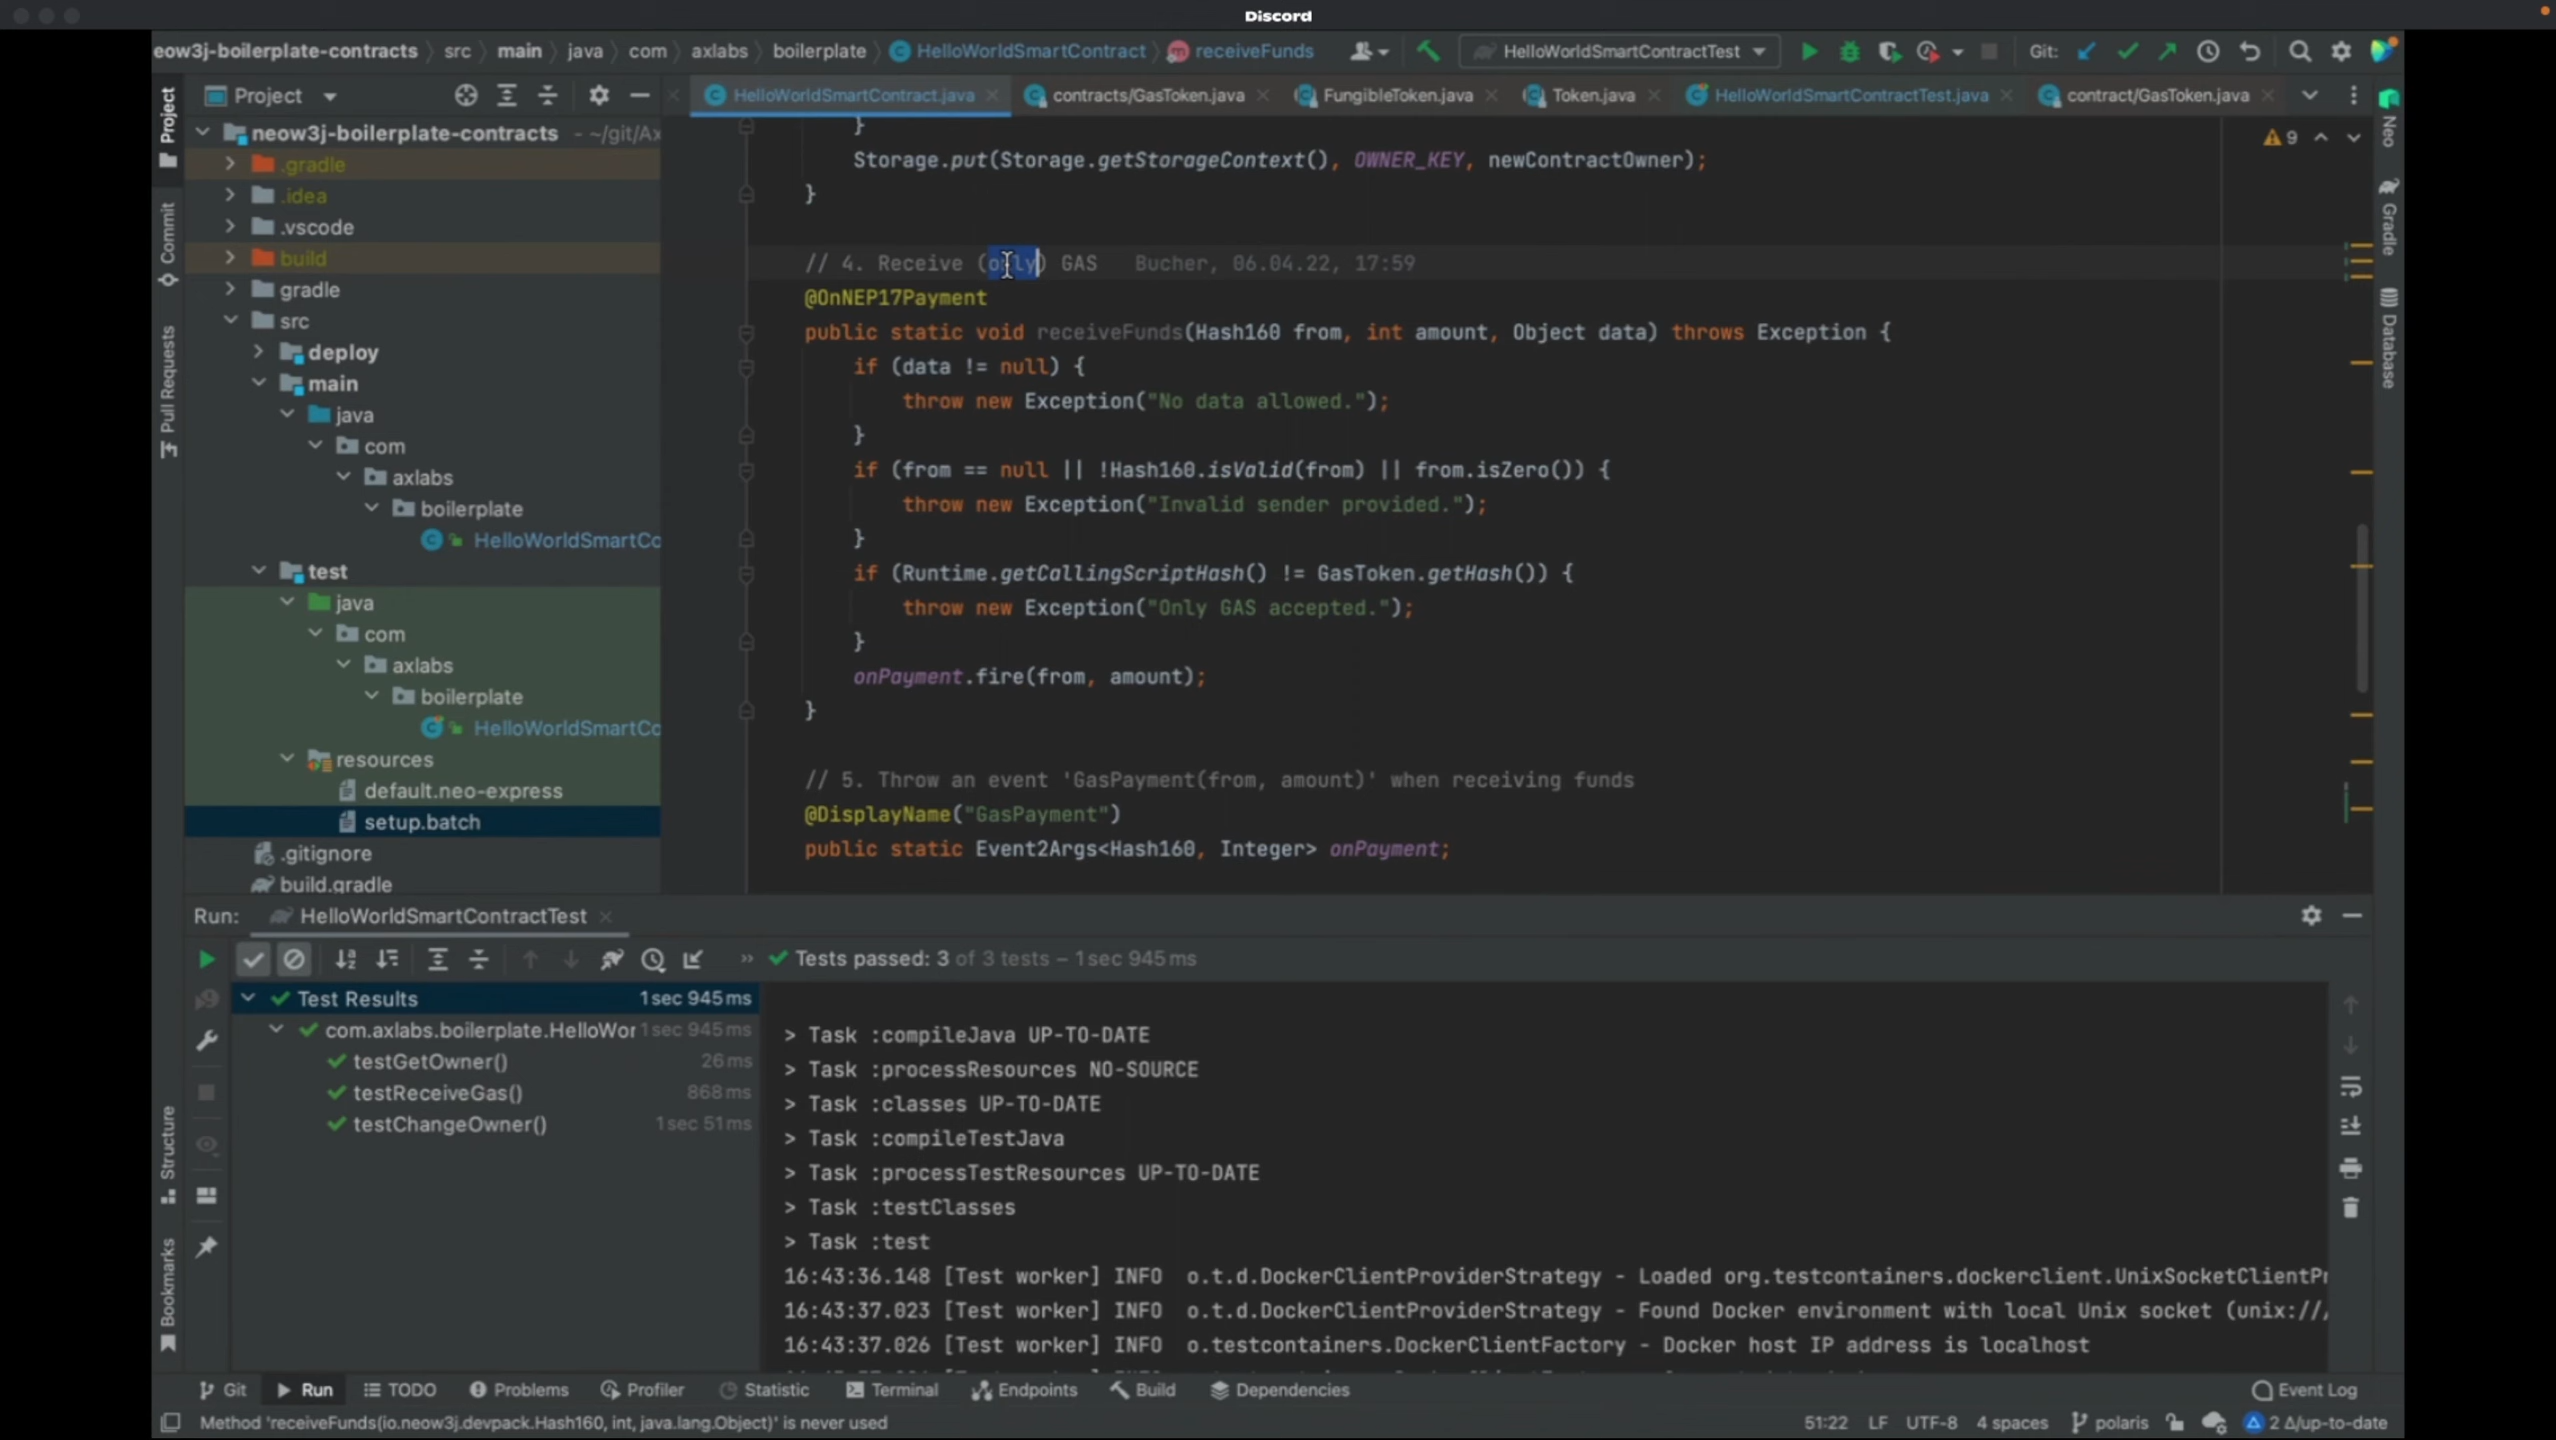 Discord
eow3j-boilerplate-contracts > src > main > java > com > axlabs > boilerplate > HelloWorldSmartContract > receiveFunds
HelloWorldSmartContractTest
Git:
Project
HelloWorldSmartContract.java
contracts/GasToken.java
FungibleToken.java
Token.java
HelloWorldSmartContractTest.java
contract/GasToken.java
Project
Commit
Pull Requests
Structure
Bookmarks
neow3j-boilerplate-contracts - ~/git/Ax
.gradle
.idea
.vscode
build
gradle
src
deploy
main
java
com
axlabs
boilerplate
HelloWorldSmartCo
test
java
com
axlabs
boilerplate
HelloWorldSmartCo
resources
default.neo-express
setup.batch
.gitignore
build.gradle
9
}
Storage.put(Storage.getStorageContext(), OWNER_KEY, newContractOwner);
}
// 4. Receive (only) GAS Bucher, 06.04.22, 17:59
@OnNEP17Payment
public static void receiveFunds(Hash160 from, int amount, Object data) throws Exception {
if (data != null) {
throw new Exception("No data allowed.");
}
if (from == null || !Hash160.isValid(from) || from.isZero()) {
throw new Exception("Invalid sender provided.");
}
if (Runtime.getCallingScriptHash() != GasToken.getHash()) {
throw new Exception("Only GAS accepted.");
}
onPayment.fire(from, amount);
}
// 5. Throw an event 'GasPayment(from, amount)' when receiving funds
@DisplayName("GasPayment")
public static Event2Args<Hash160, Integer> onPayment;
Neo
Gradle
Database
Run: HelloWorldSmartContractTest
Tests passed: 3 of 3 tests – 1 sec 945 ms
Test Results 1 sec 945 ms
com.axlabs.boilerplate.HelloWor 1 sec 945 ms
testGetOwner() 26 ms
testReceiveGas() 868 ms
testChangeOwner() 1 sec 51 ms
> Task :compileJava UP-TO-DATE
> Task :processResources NO-SOURCE
> Task :classes UP-TO-DATE
> Task :compileTestJava
> Task :processTestResources UP-TO-DATE
> Task :testClasses
> Task :test
16:43:36.148 [Test worker] INFO o.t.d.DockerClientProviderStrategy - Loaded org.testcontainers.dockerclient.UnixSocketClientPr
16:43:37.023 [Test worker] INFO o.t.d.DockerClientProviderStrategy - Found Docker environment with local Unix socket (unix://
16:43:37.026 [Test worker] INFO o.testcontainers.DockerClientFactory - Docker host IP address is localhost
Git Run TODO Problems Profiler Statistic Terminal Endpoints Build Dependencies Event Log
Method 'receiveFunds(io.neow3j.devpack.Hash160, int, java.lang.Object)' is never used
51:22 LF UTF-8 4 spaces polaris 2 Δ/up-to-date